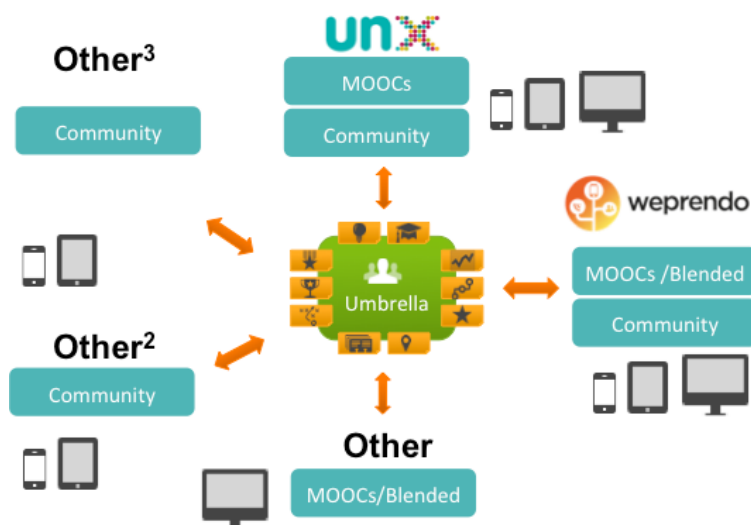 unx
Other³
MOOCs
Community
Community
weprendo
MOOCs /Blended
Umbrella
Community
Other²
Community
Other
MOOCs/Blended